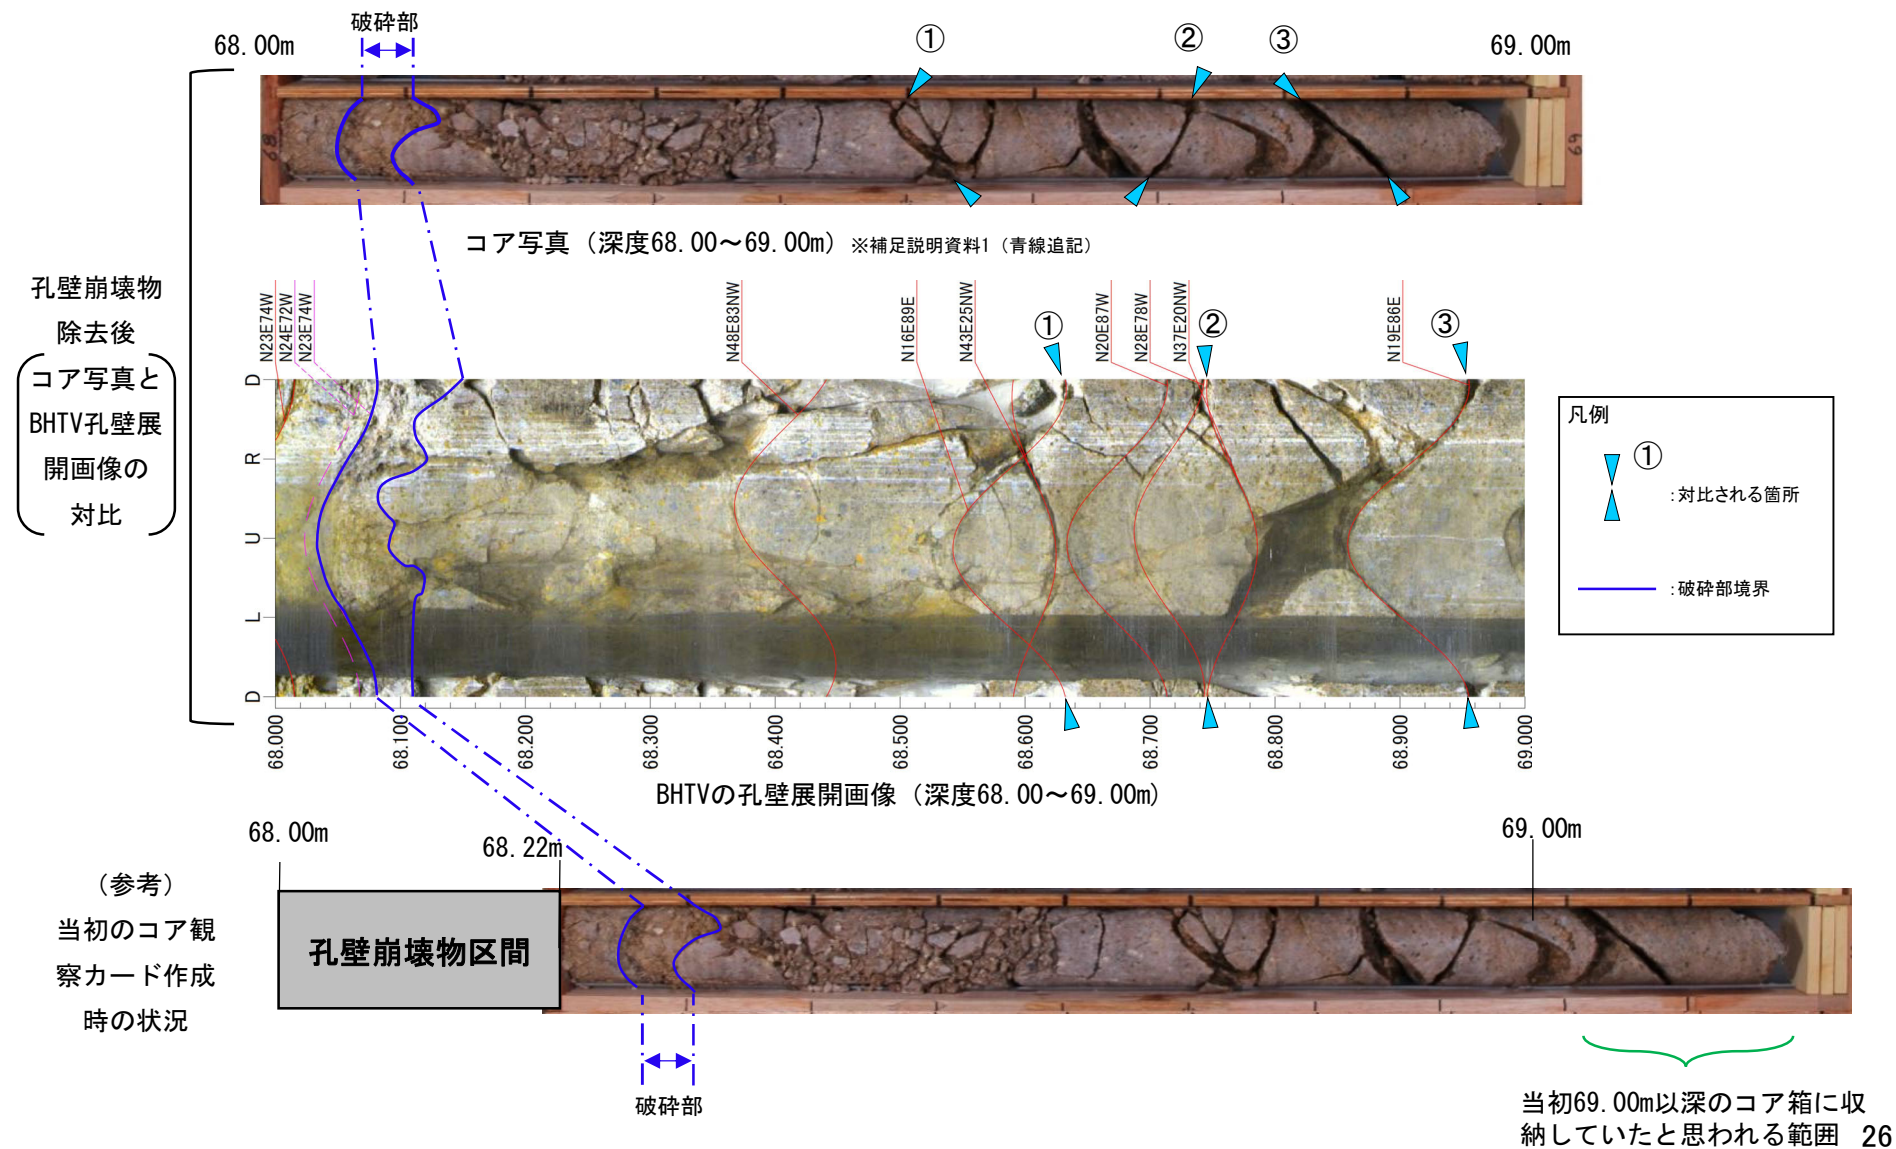 破砕部
68.00m
①
②
③
69.00m
68
69
コア写真（深度68.00～69.00m）※補足説明資料1（青線追記）
孔壁崩壊物
除去後
コア写真と
BHTV孔壁展
開画像の
対比
N23E74W
N24E72W
N23E74W
N48E83NW
N16E89E
N43E25NW
①
N20E87W
N28E78W
N37E20NW
②
N19E86E
③
D
R
U
L
D
68.000
68.100
68.200
68.300
68.400
68.500
68.600
68.700
68.800
68.900
69.000
BHTVの孔壁展開画像（深度68.00～69.00m）
凡例
①
：対比される箇所
：破砕部境界
68.00m
68.22m
69.00m
（参考）
当初のコア観
察カード作成
時の状況
孔壁崩壊物区間
破砕部
当初69.00m以深のコア箱に収
納していたと思われる範囲
26